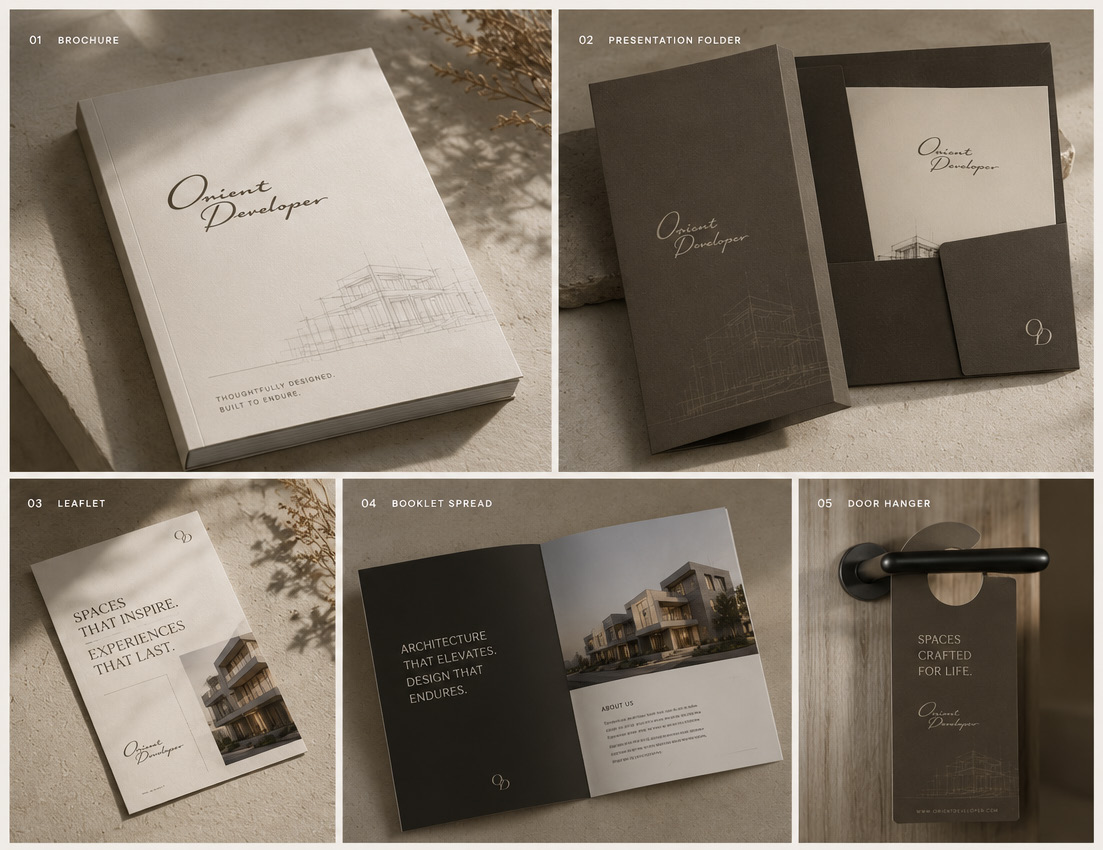 01 BROCHURE
Orient
Developer
THOUGHTFULLY DESIGNED.
BUILT TO ENDURE.
02 PRESENTATION FOLDER
Orient
Developer
Orient
Developer
OD
03 LEAFLET
OD
SPACES
THAT INSPIRE.
EXPERIENCES
THAT LAST.
Orient
Developer
04 BOOKLET SPREAD
ARCHITECTURE
THAT ELEVATES.
DESIGN THAT
ENDURES.
OD
ABOUT US
05 DOOR HANGER
SPACES
CRAFTED
FOR LIFE.
Orient
Developer
WWW.ORIENTDEVELOPER.COM